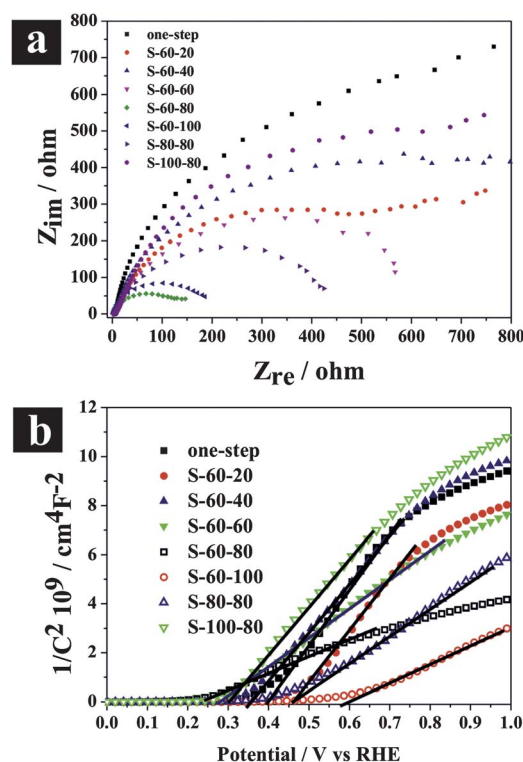 a
800
700
600
500
400
300
200
100
0
Zim / ohm
one-step
S-60-20
S-60-40
S-60-60
S-60-80
S-60-100
S-80-80
S-100-80
0 100 200 300 400 500 600 700 800
Zre / ohm
b
12
10
8
6
4
2
0
1/C2 10^9 / cm^4F-2
one-step
S-60-20
S-60-40
S-60-60
S-60-80
S-60-100
S-80-80
S-100-80
0.0 0.1 0.2 0.3 0.4 0.5 0.6 0.7 0.8 0.9 1.0
Potential / V vs RHE